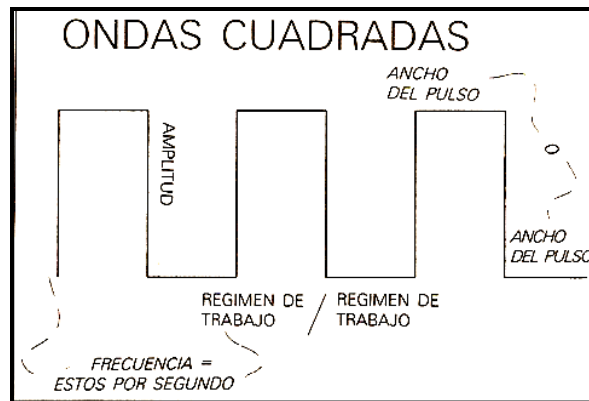 ONDAS CUADRADAS
ANCHO
DEL PULSO
AMPLITUD
O
ANCHO
DEL PULSO
REGIMEN DE
TRABAJO
/
REGIMEN DE
TRABAJO
FRECUENCIA =
ESTOS POR SEGUNDO